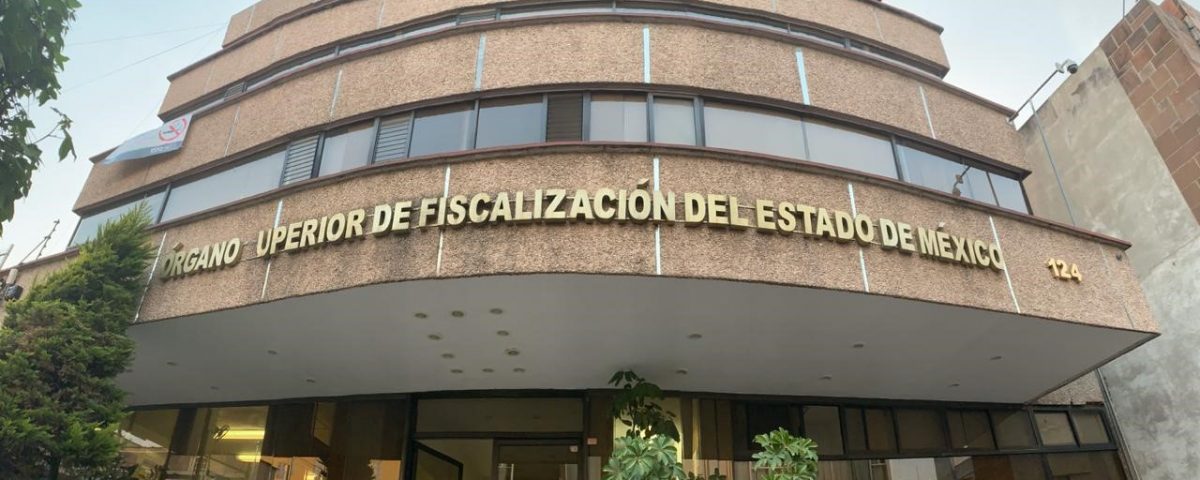 ÓRGANO UPERIOR DE FISCALIZACIÓN DEL ESTADO DE MÉXICO 124